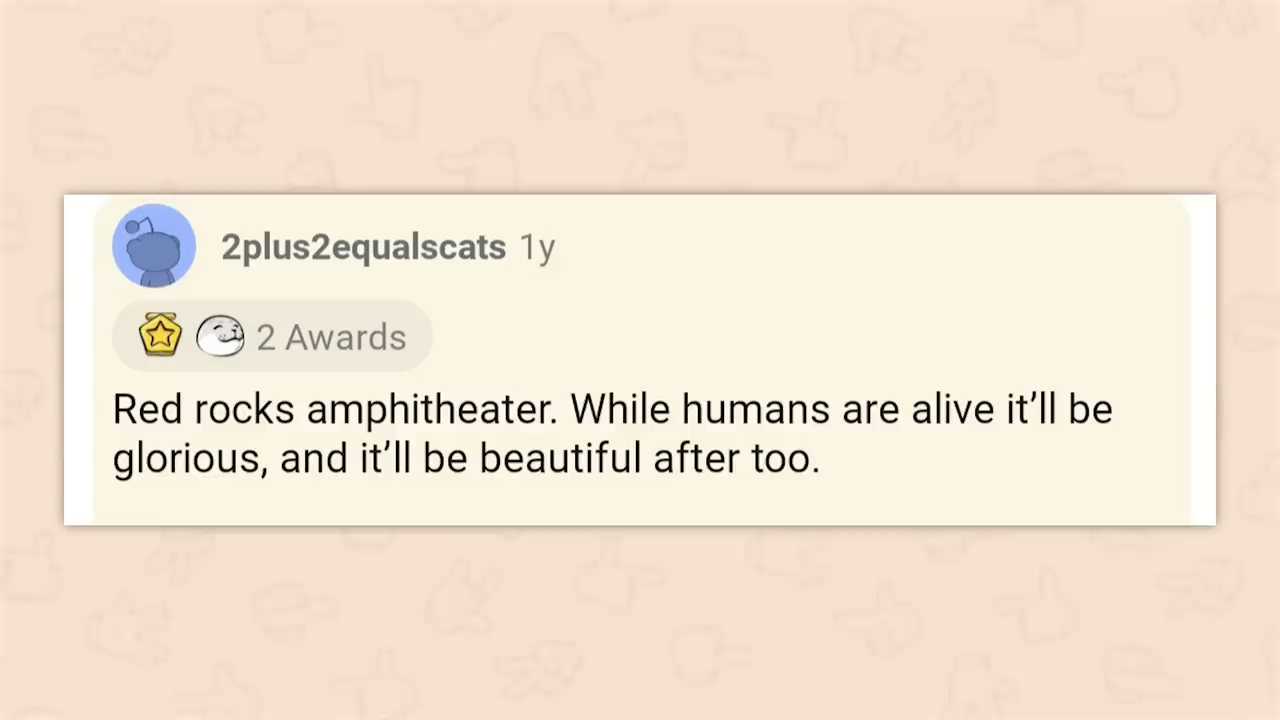 2plus2equalscats 1y
2 Awards
Red rocks amphitheater. While humans are alive it’ll be
glorious, and it’ll be beautiful after too.